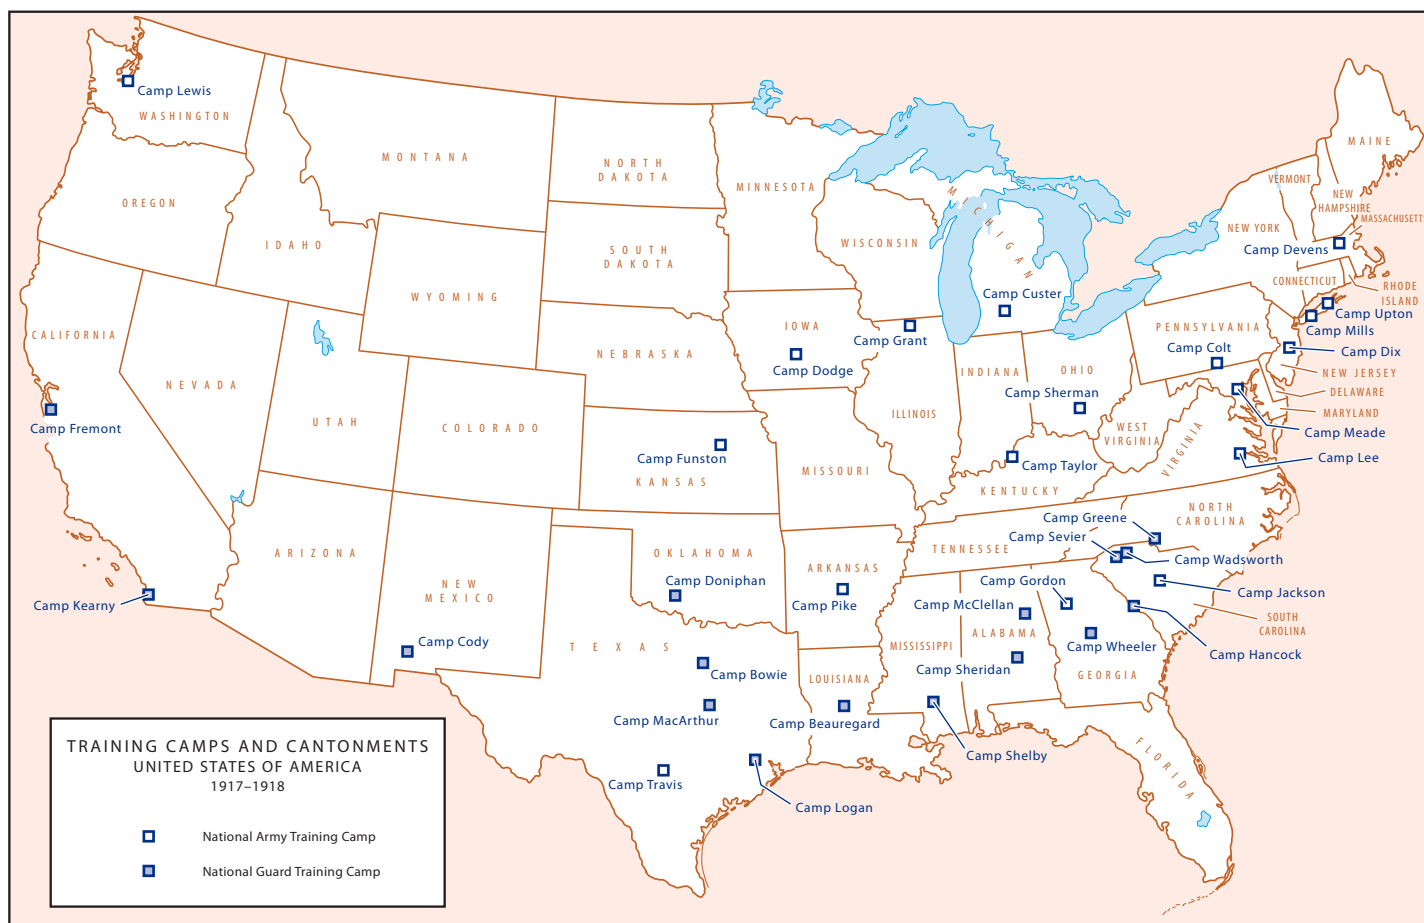 Camp Lewis
WASHINGTON
MONTANA
NORTH
DAKOTA
MINNESOTA
MICHIGAN
MAINE
VERMONT
NEW
HAMPSHIRE
MASSACHUSETTS
NEW YORK
Camp Devens
OREGON
IDAHO
SOUTH
DAKOTA
WISCONSIN
WYOMING
CONNECTICUT
RHODE
ISLAND
Camp Custer
Camp Upton
Camp Mills
CALIFORNIA
IOWA
Camp Grant
PENNSYLVANIA
Camp Colt
Camp Dix
NEBRASKA
Camp Dodge
INDIANA
OHIO
NEW JERSEY
NEVADA
Camp Sherman
DELAWARE
MARYLAND
UTAH
COLORADO
ILLINOIS
WEST
VIRGINIA
VIRGINIA
Camp Meade
Camp Fremont
Camp Funston
KANSAS
MISSOURI
Camp Taylor
Camp Lee
KENTUCKY
NORTH
CAROLINA
Camp Greene
Camp Sevier
ARIZONA
OKLAHOMA
TENNESSEE
Camp Wadsworth
NEW
MEXICO
Camp Doniphan
ARKANSAS
Camp Pike
Camp Gordon
Camp Jackson
Camp Kearny
Camp McClellan
SOUTH
CAROLINA
ALABAMA
Camp Cody
TEXAS
MISSISSIPPI
Camp Wheeler
Camp Hancock
Camp Bowie
LOUISIANA
Camp Sheridan
GEORGIA
Camp MacArthur
Camp Beauregard
Camp Shelby
FLORIDA
Camp Travis
Camp Logan
TRAINING CAMPS AND CANTONMENTS
UNITED STATES OF AMERICA
1917–1918
National Army Training Camp
National Guard Training Camp